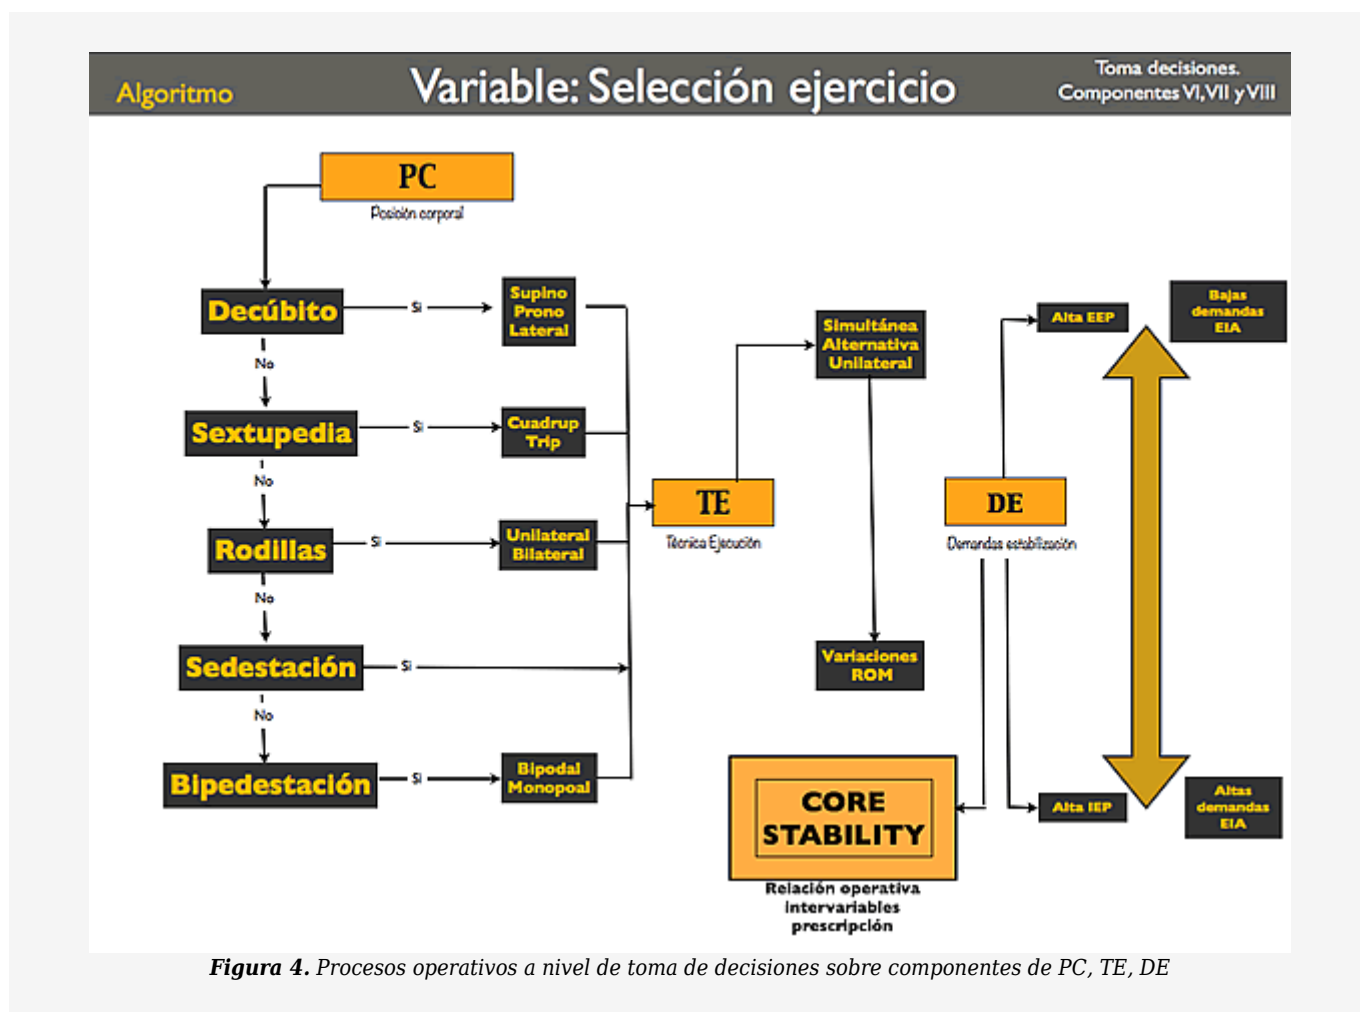 Algoritmo
Variable: Selección ejercicio
Toma decisiones.
Componentes VI, VII y VIII
PC
Posición corporal
Decúbito
Si
Supino
Prono
Lateral
No
Sextupedia
Si
Cuadrup
Trip
No
Rodillas
Si
Unilateral
Bilateral
No
Sedestación
Si
No
Bipedestación
Si
Bipodal
Monopoal
TE
Técnica Ejecución
Simultánea
Alternativa
Unilateral
Variaciones
ROM
DE
Demandas estabilización
Alta EEP
Bajas
demandas
EIA
Alta IEP
Altas
demandas
EIA
CORE
STABILITY
Relación operativa
intervariables
prescripción
Figura 4. Procesos operativos a nivel de toma de decisiones sobre componentes de PC, TE, DE